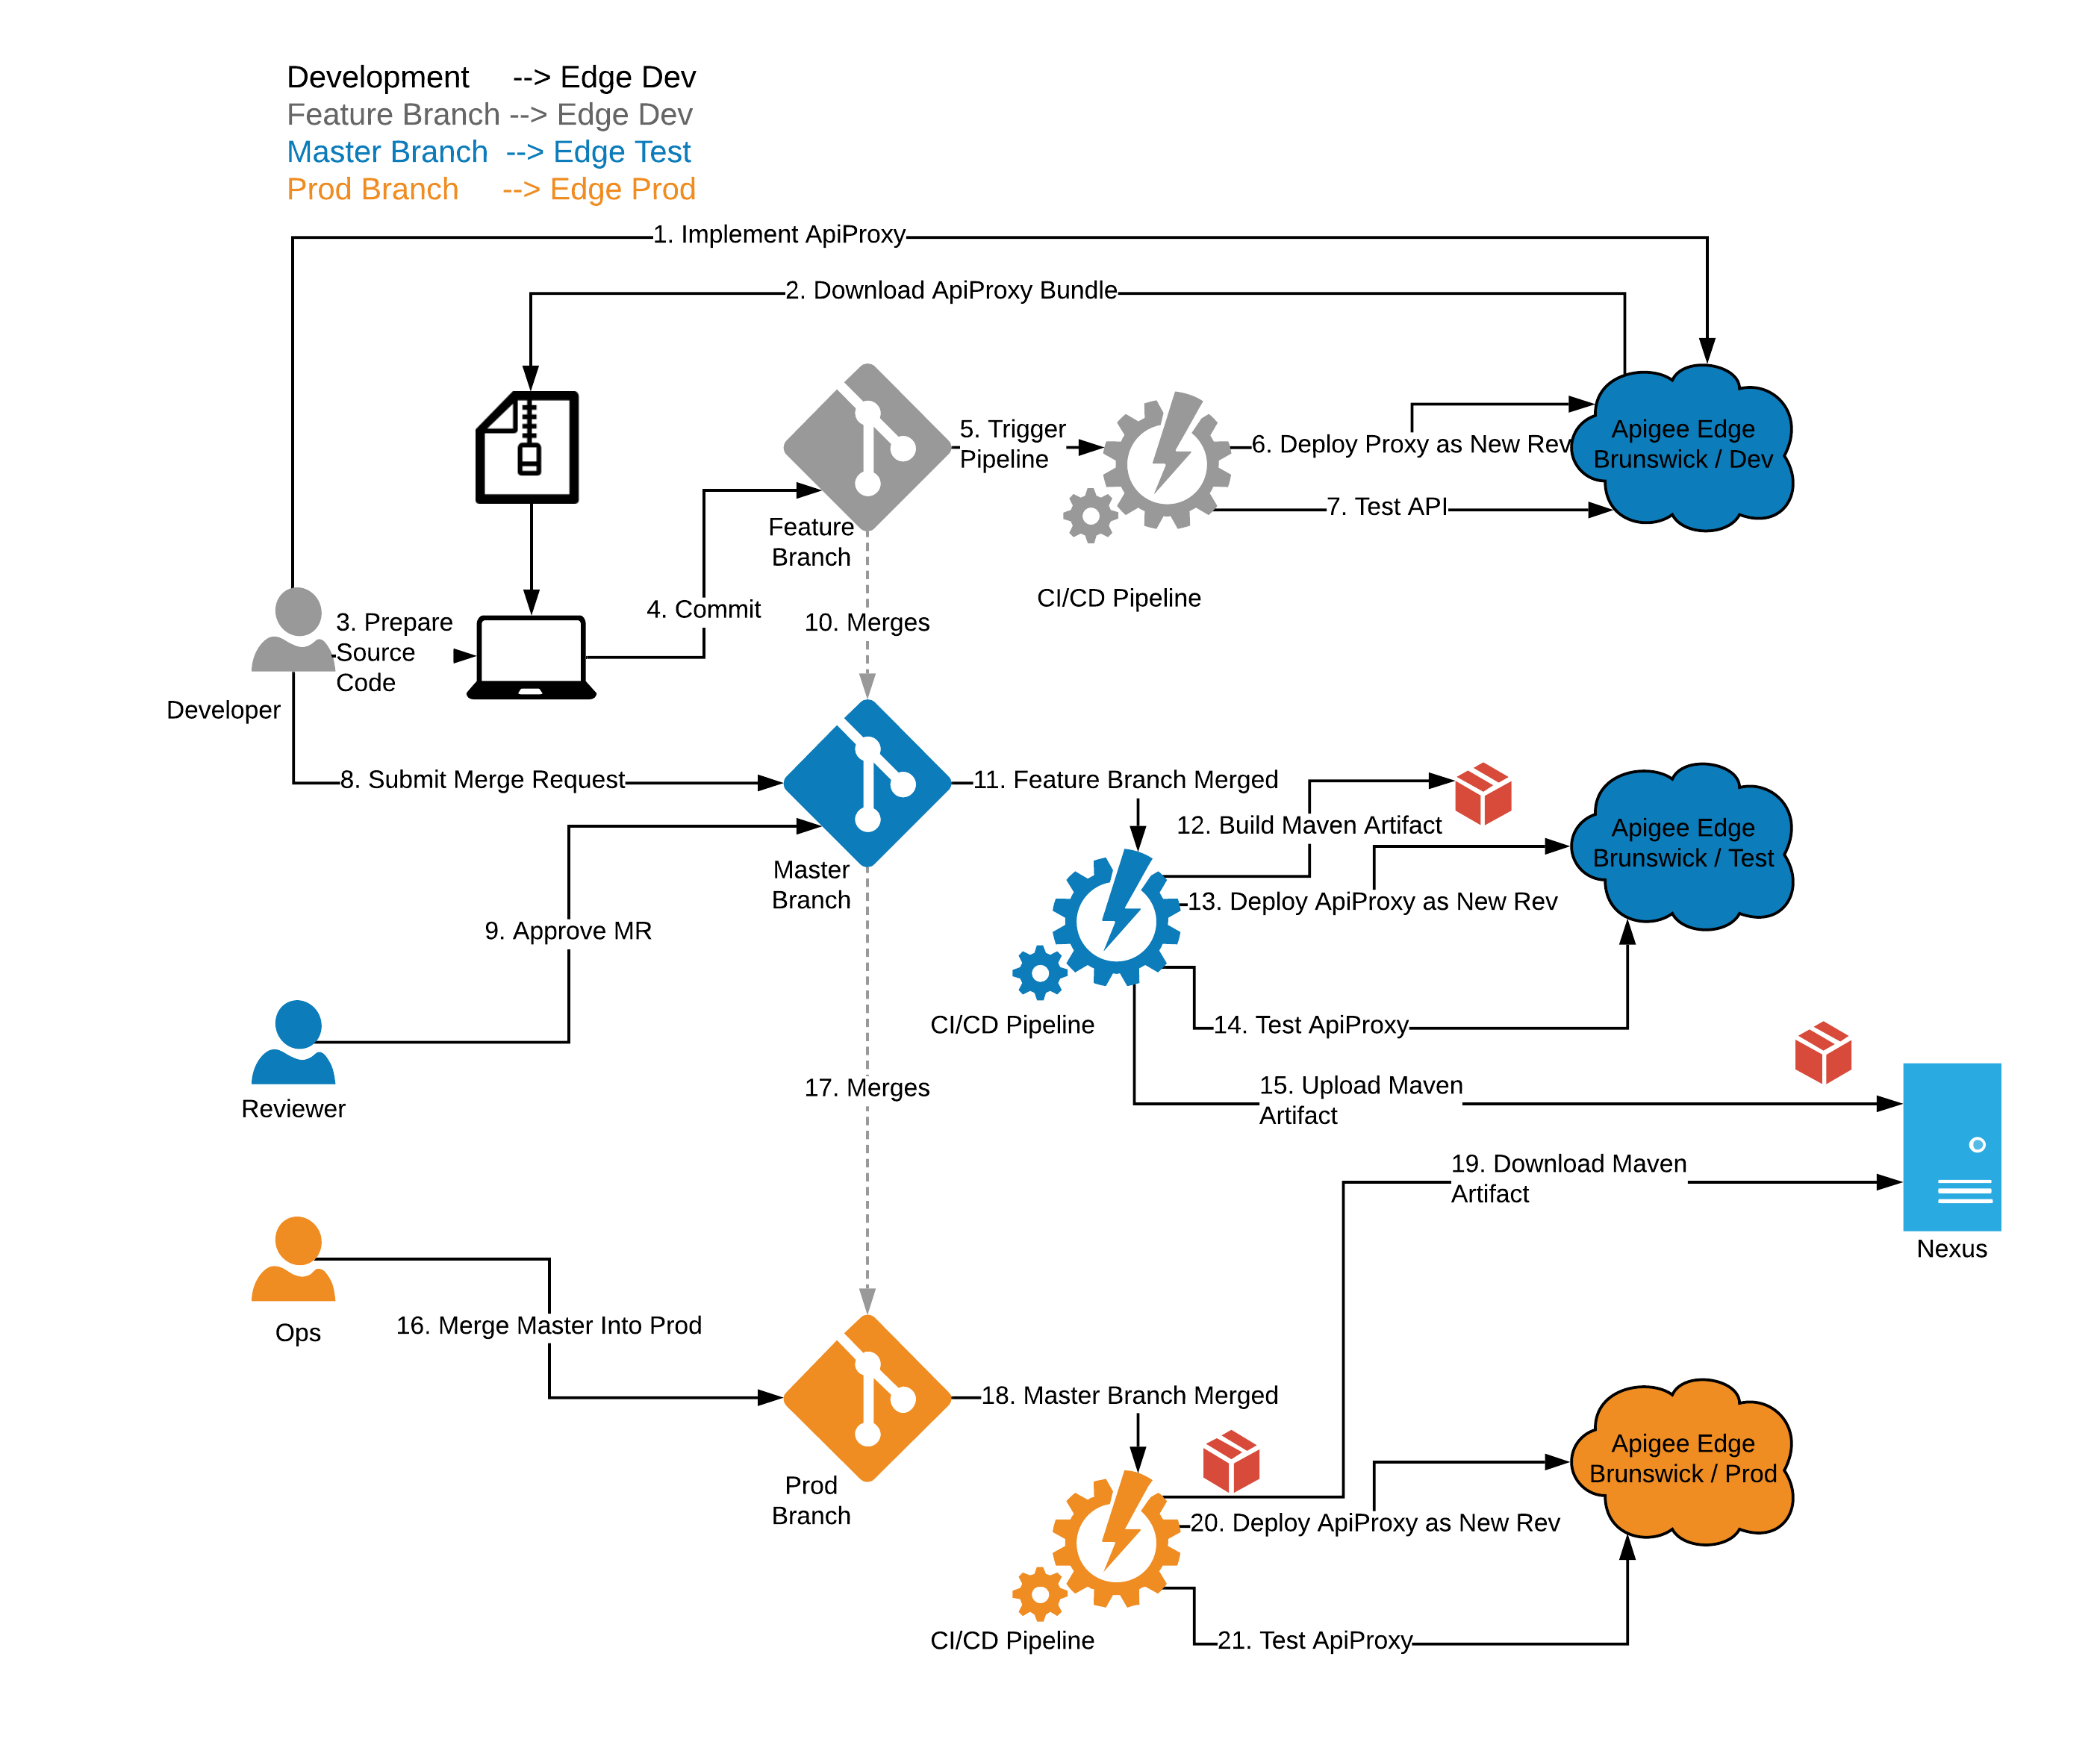 Development --> Edge Dev
Feature Branch --> Edge Dev
Master Branch --> Edge Test
Prod Branch --> Edge Prod
1. Implement ApiProxy
2. Download ApiProxy Bundle
5. Trigger
Pipeline
6. Deploy Proxy as New Rev
Apigee Edge
Brunswick / Dev
7. Test API
Feature
Branch
CI/CD Pipeline
3. Prepare
Source
Code
4. Commit
10. Merges
Developer
8. Submit Merge Request
11. Feature Branch Merged
12. Build Maven Artifact
Apigee Edge
Brunswick / Test
Master
Branch
13. Deploy ApiProxy as New Rev
9. Approve MR
CI/CD Pipeline
14. Test ApiProxy
Reviewer
17. Merges
15. Upload Maven
Artifact
19. Download Maven
Artifact
Nexus
Ops
16. Merge Master Into Prod
18. Master Branch Merged
Apigee Edge
Brunswick / Prod
Prod
Branch
20. Deploy ApiProxy as New Rev
CI/CD Pipeline
21. Test ApiProxy